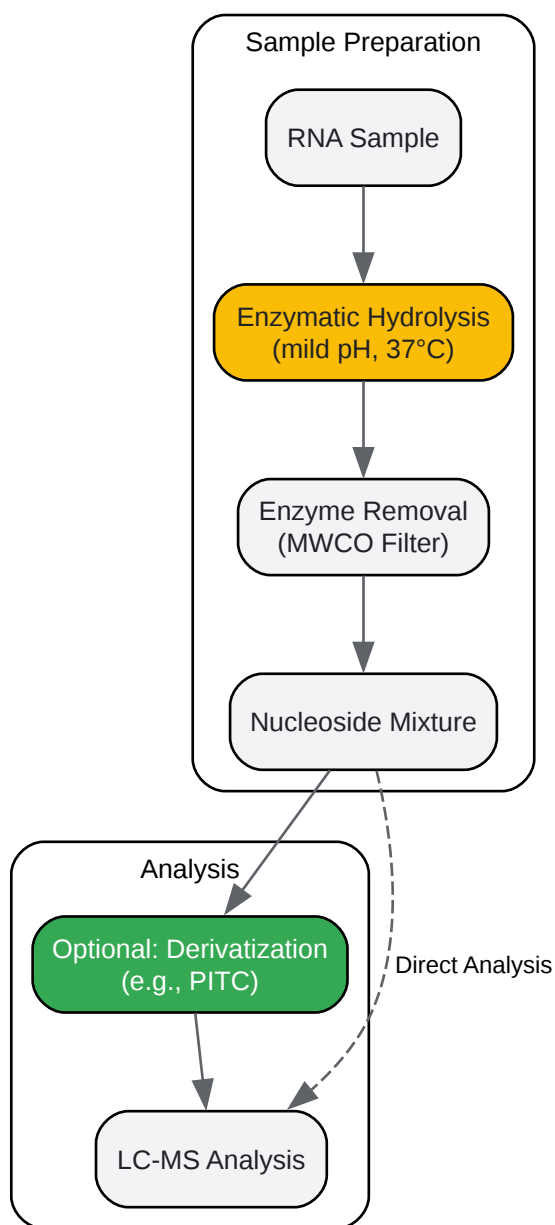 Sample Preparation
RNA Sample
Enzymatic Hydrolysis
(mild pH, 37°C)
Enzyme Removal
(MWCO Filter)
Nucleoside Mixture
Analysis
Optional: Derivatization
(e.g., PITC)
Direct Analysis
LC-MS Analysis